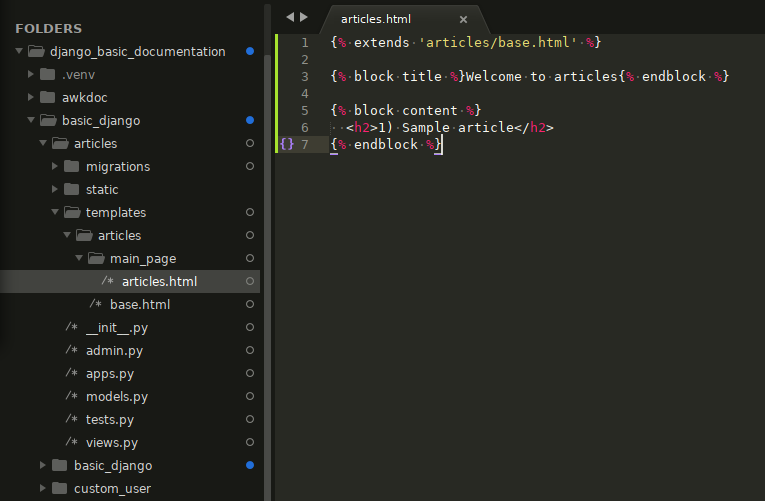 FOLDERS
django_basic_documentation
.venv
awkdoc
basic_django
articles
migrations
static
templates
articles
main_page
/* articles.html
/* base.html
/* __init__.py
/* admin.py
/* apps.py
/* models.py
/* tests.py
/* views.py
basic_django
custom_user
articles.html ×
1 {% extends 'articles/base.html' %}
2
3 {% block title %}Welcome to articles{% endblock %}
4
5 {% block content %}
6 <h2>1) Sample article</h2>
{} 7 {% endblock %}